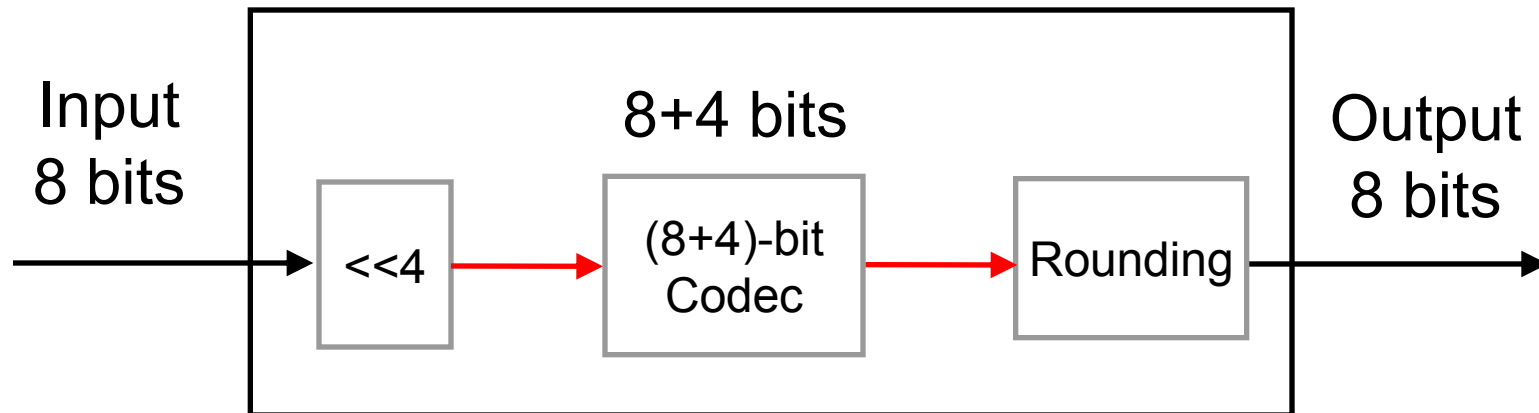 Input
8 bits
8+4 bits
<<4
(8+4)-bit
Codec
Rounding
Output
8 bits